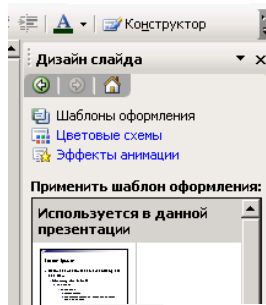 A Конструктор
Дизайн слайда
Шаблоны оформления
Цветовые схемы
Эффекты анимации
Применить шаблон оформления:
Используется в данной
презентации